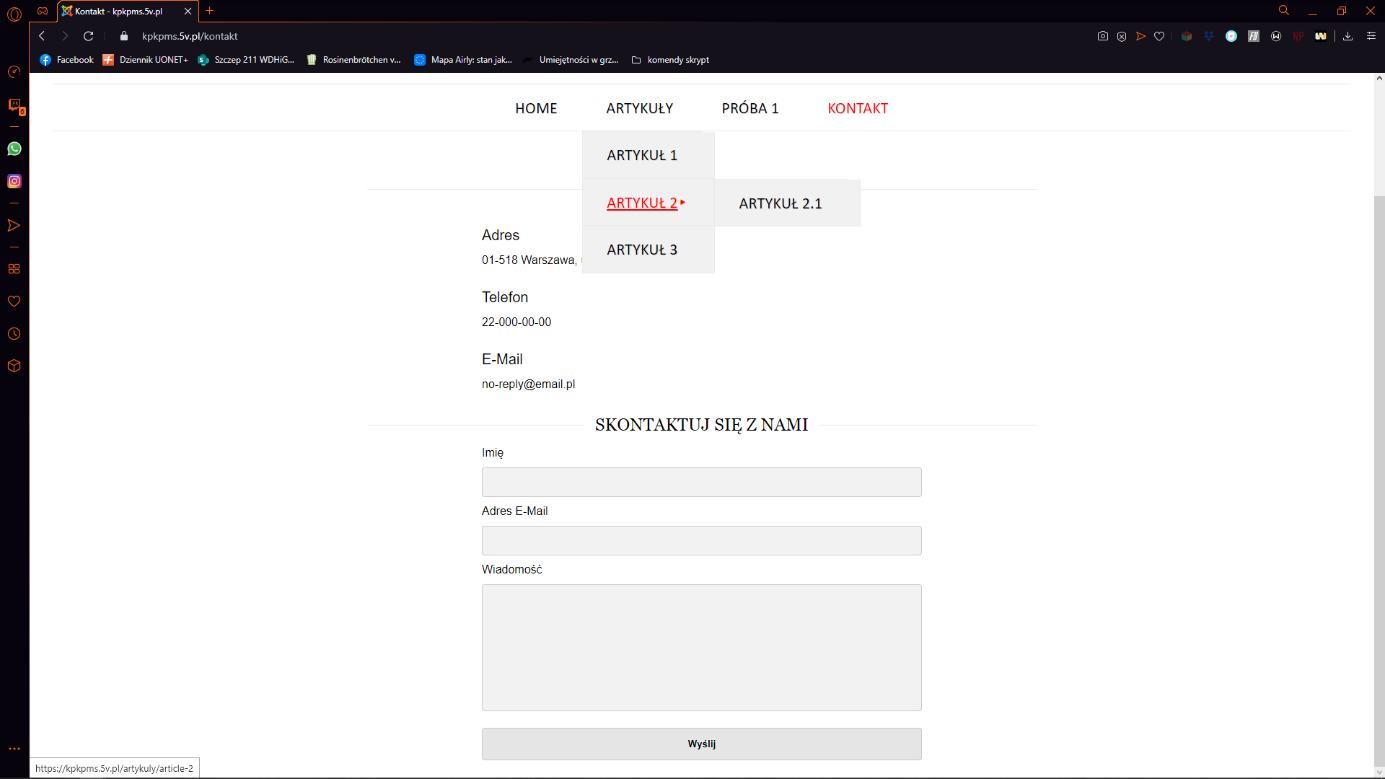 Kontakt - kpkpms.5v.pl
kpkpms.5v.pl/kontakt
Facebook
Dziennik UONET+
Szczep 211 WDHiG...
Rosinenbrötchen v...
Mapa Airly: stan jak...
Umiejętności w grz...
komendy skrypt
HOME
ARTYKUŁY
PRÓBA 1
KONTAKT
ARTYKUŁ 1
ARTYKUŁ 2
ARTYKUŁ 2.1
ARTYKUŁ 3
Adres
01-518 Warszawa,
Telefon
22-000-00-00
E-Mail
no-reply@email.pl
SKONTAKTUJ SIĘ Z NAMI
Imię
Adres E-Mail
Wiadomość
Wyślij
https://kpkpms.5v.pl/artykuly/article-2